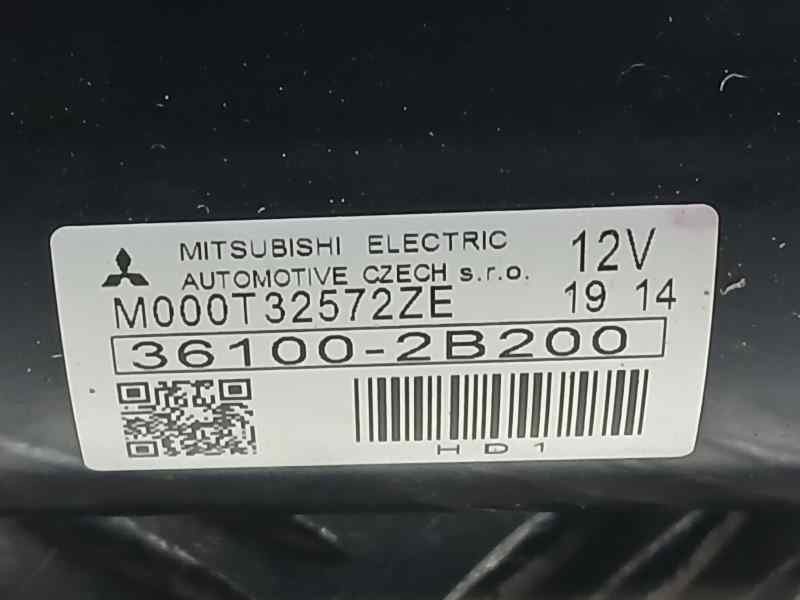 MITSUBISHI ELECTRIC 12V
AUTOMOTIVE CZECH s.r.o.
M000T32572ZE 19 14
36100-2B200
HD1